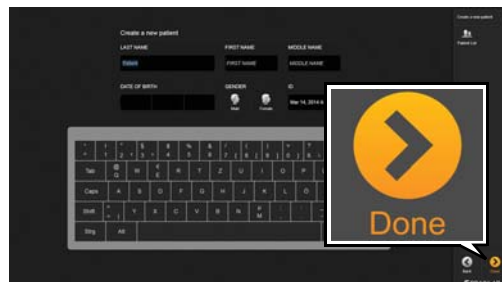 Create a new patient
Create a new patient
LAST NAME
FIRST NAME
MIDDLE NAME
Patient
FIRST NAME
MIDDLE NAME
Patient List
DATE OF BIRTH
GENDER
ID
Male
Female
Mar 14, 2014
Tab
Q W E R T Z U I O P
Caps
A S D F G H J K L Ö
Shift
Y X C V B N M
Strg
Alt
Done
Back
Done